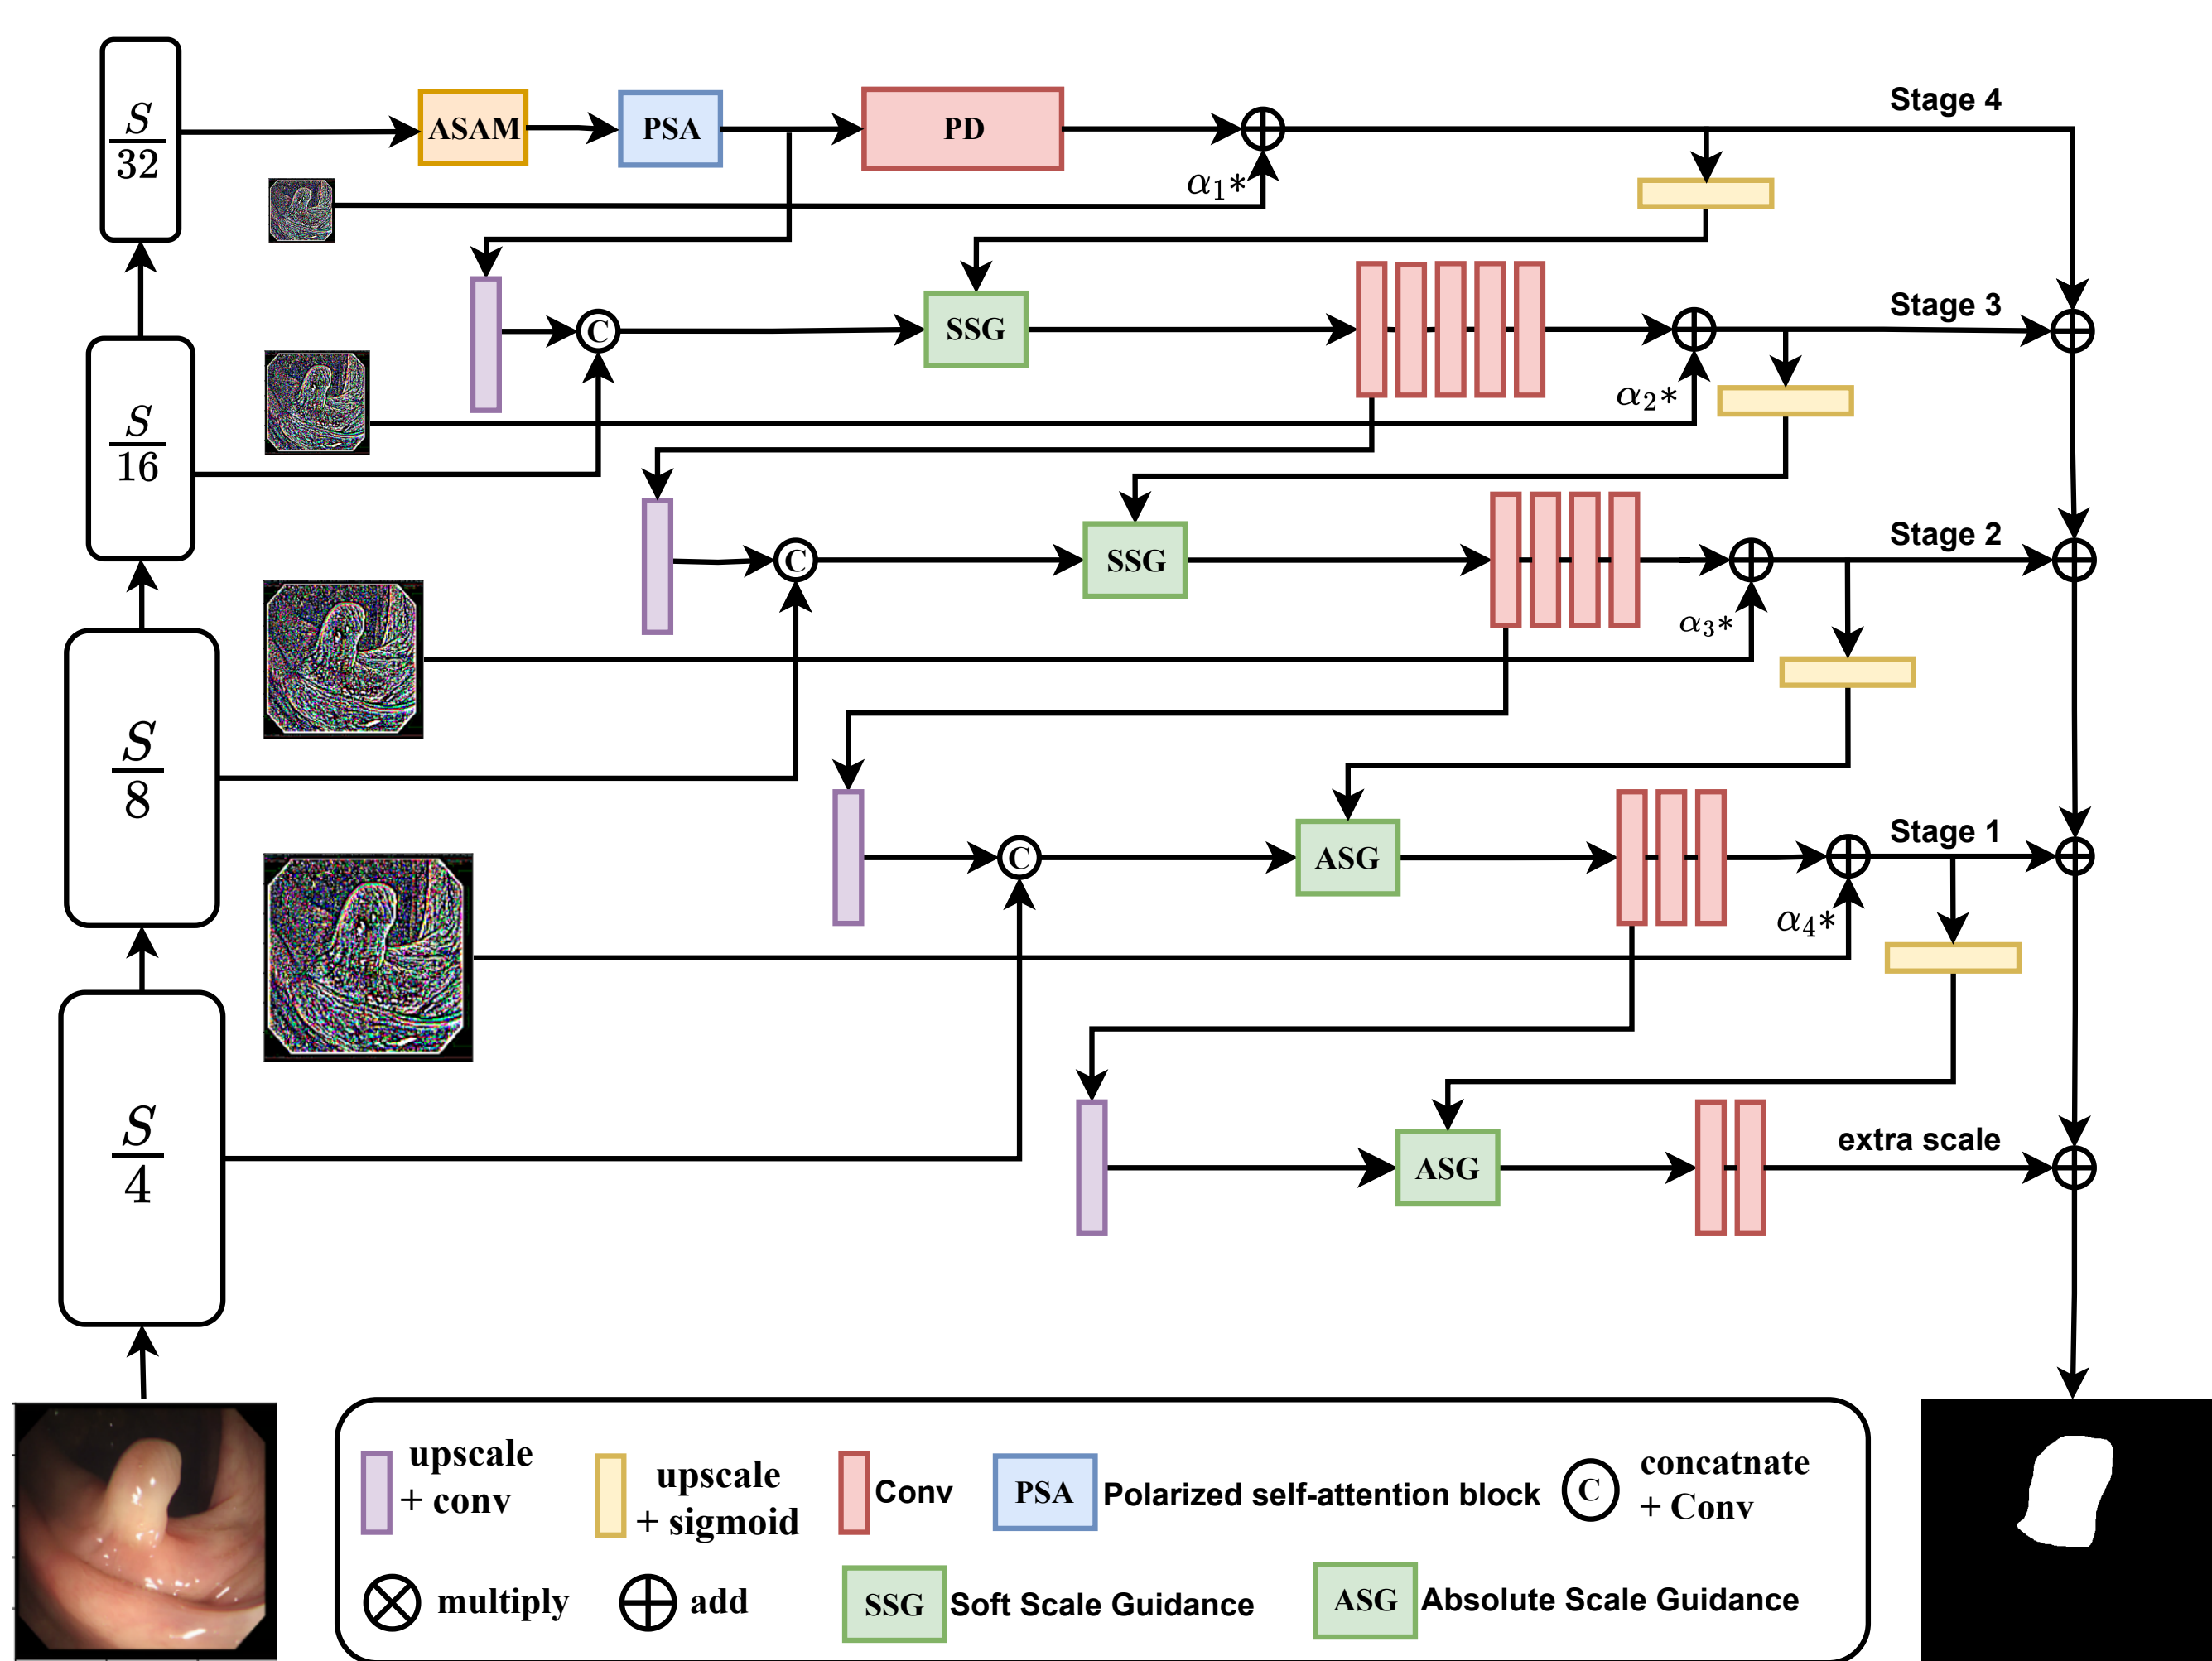 S
32
ASAM
PSA
PD
α₁*
Stage 4
S
16
C
SSG
α₂*
Stage 3
S
8
C
SSG
α₃*
Stage 2
S
4
C
ASG
α₄*
Stage 1
ASG
extra scale
upscale
+ conv
upscale
+ sigmoid
Conv
PSA
Polarized self-attention block
C
concatnate
+ Conv
multiply
add
SSG
Soft Scale Guidance
ASG
Absolute Scale Guidance